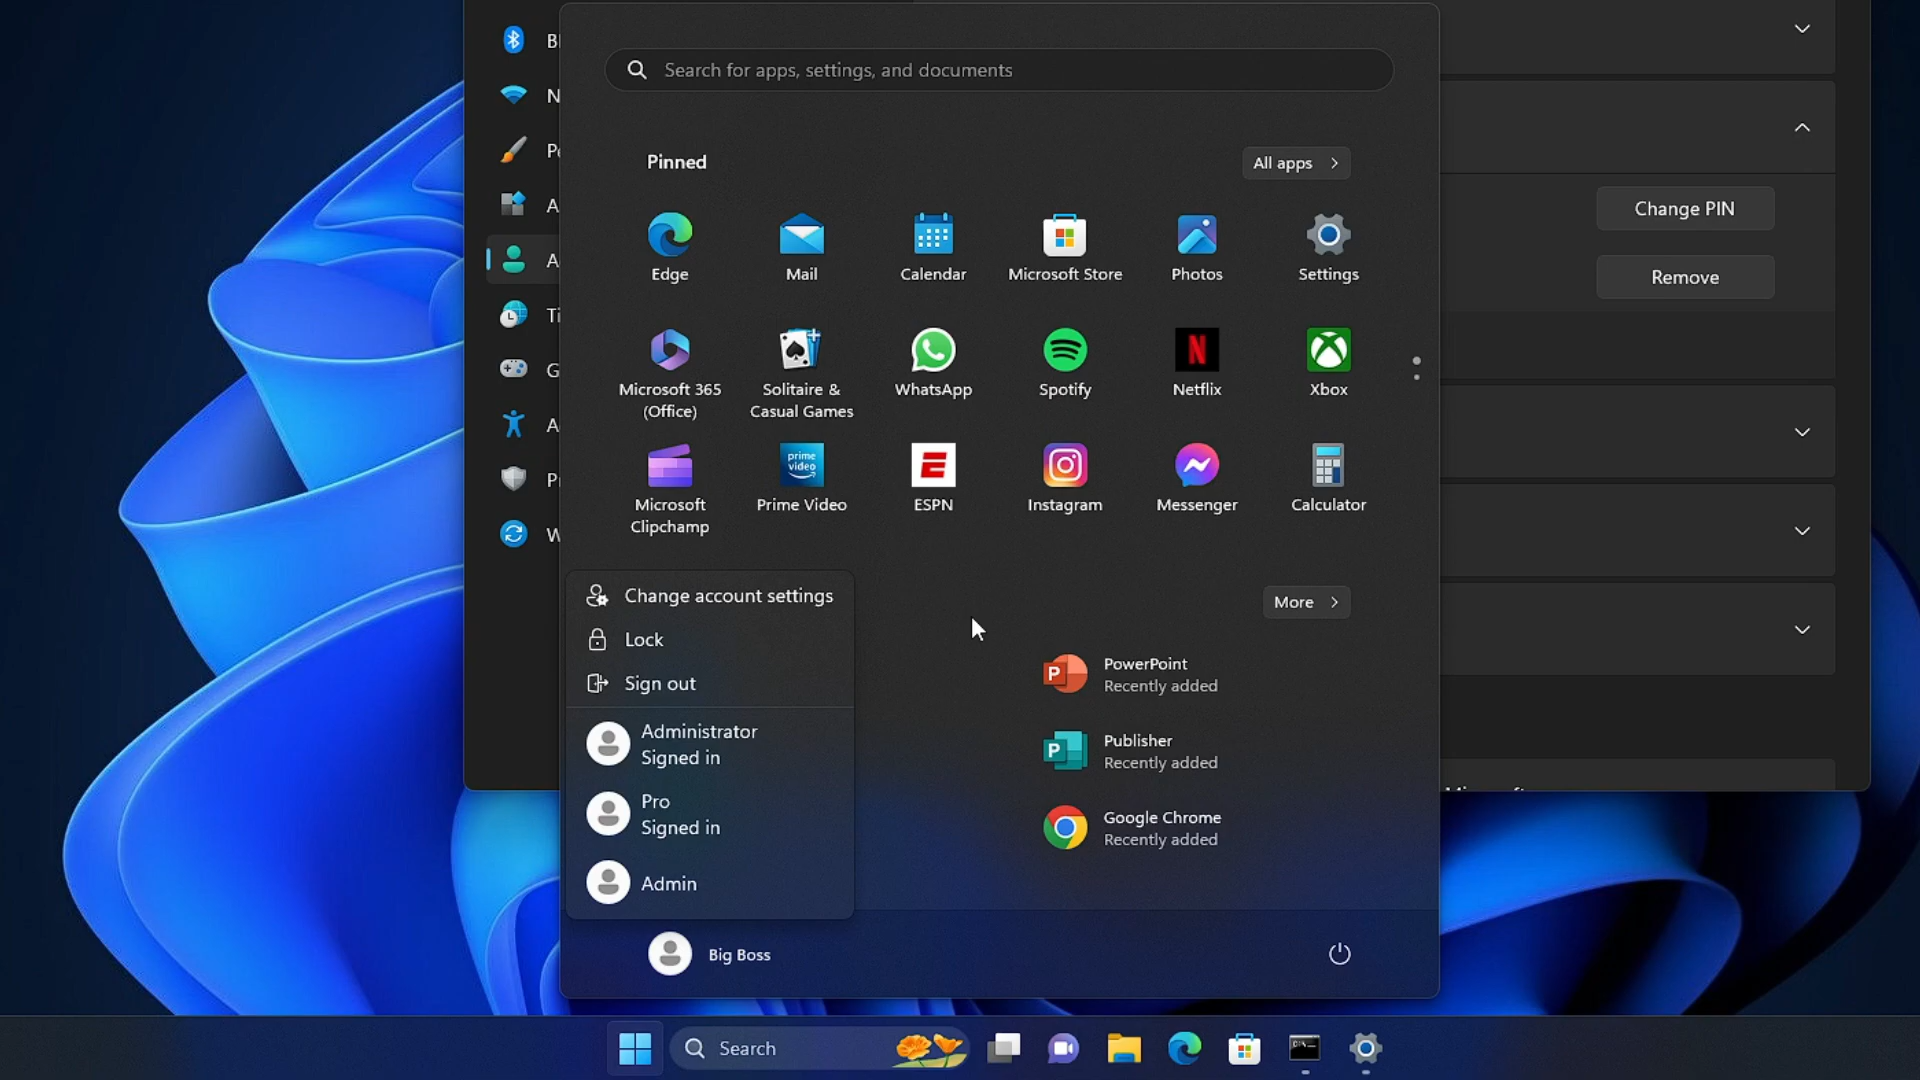 Search for apps, settings, and documents
Pinned
All apps
Edge
Mail
Calendar
Microsoft Store
Photos
Settings
Microsoft 365
(Office)
Solitaire &
Casual Games
WhatsApp
Spotify
Netflix
Xbox
Microsoft
Clipchamp
prime
video
Prime Video
ESPN
Instagram
Messenger
Calculator
Change account settings
Lock
Sign out
Administrator
Signed in
Pro
Signed in
Admin
More
PowerPoint
Recently added
Publisher
Recently added
Google Chrome
Recently added
Big Boss
Change PIN
Remove
Search